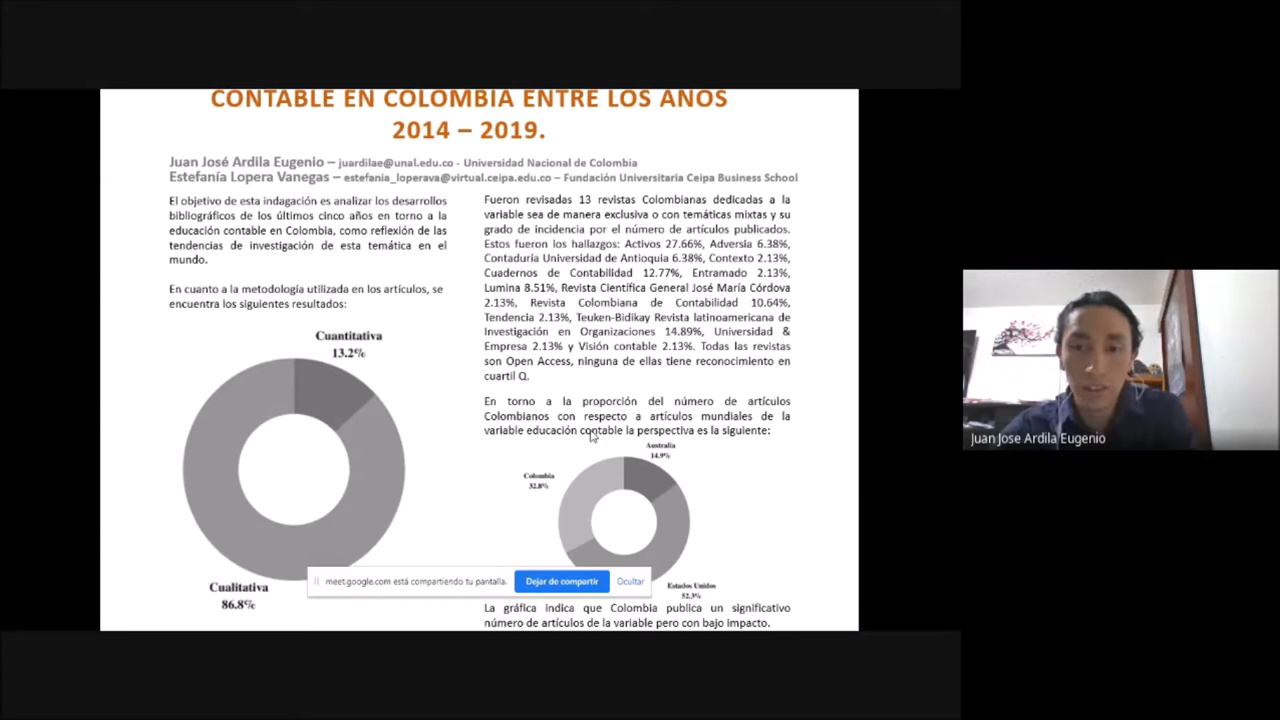 CONTABLE EN COLOMBIA ENTRE LOS AÑOS
2014 – 2019.
Juan José Ardila Eugenio – juardilae@unal.edu.co - Universidad Nacional de Colombia
Estefanía Lopera Vanegas – estefania_loperava@virtual.ceipa.edu.co – Fundación Universitaria Ceipa Business School
El objetivo de esta indagación es analizar los desarrollos
bibliográficos de los últimos cinco años en torno a la
educación contable en Colombia, como reflexión de las
tendencias de investigación de esta temática en el
mundo.
En cuanto a la metodología utilizada en los artículos, se
encuentra los siguientes resultados:
Cuantitativa
13.2%
Cualitativa
86.8%
Fueron revisadas 13 revistas Colombianas dedicadas a la
variable sea de manera exclusiva o con temáticas mixtas y su
grado de incidencia por el número de artículos publicados.
Estos fueron los hallazgos: Activos 27.66%, Adversia 6.38%,
Contaduría Universidad de Antioquia 6.38%, Contexto 2.13%,
Cuadernos de Contabilidad 12.77%, Entramado 2.13%,
Lumina 8.51%, Revista Científica General José María Córdova
2.13%, Revista Colombiana de Contabilidad 10.64%,
Tendencia 2.13%, Teuken-Bidikay Revista latinoamericana de
Investigación en Organizaciones 14.89%, Universidad &
Empresa 2.13% y Visión contable 2.13%. Todas las revistas
son Open Access, ninguna de ellas tiene reconocimiento en
cuartil Q.
En torno a la proporción del número de artículos
Colombianos con respecto a artículos mundiales de la
variable educación contable la perspectiva es la siguiente:
Australia
14.9%
Colombia
32.8%
Estados Unidos
52.3%
La gráfica indica que Colombia publica un significativo
número de artículos de la variable pero con bajo impacto.
meet.google.com está compartiendo tu pantalla.
Dejar de compartir
Ocultar
Juan Jose Ardila Eugenio